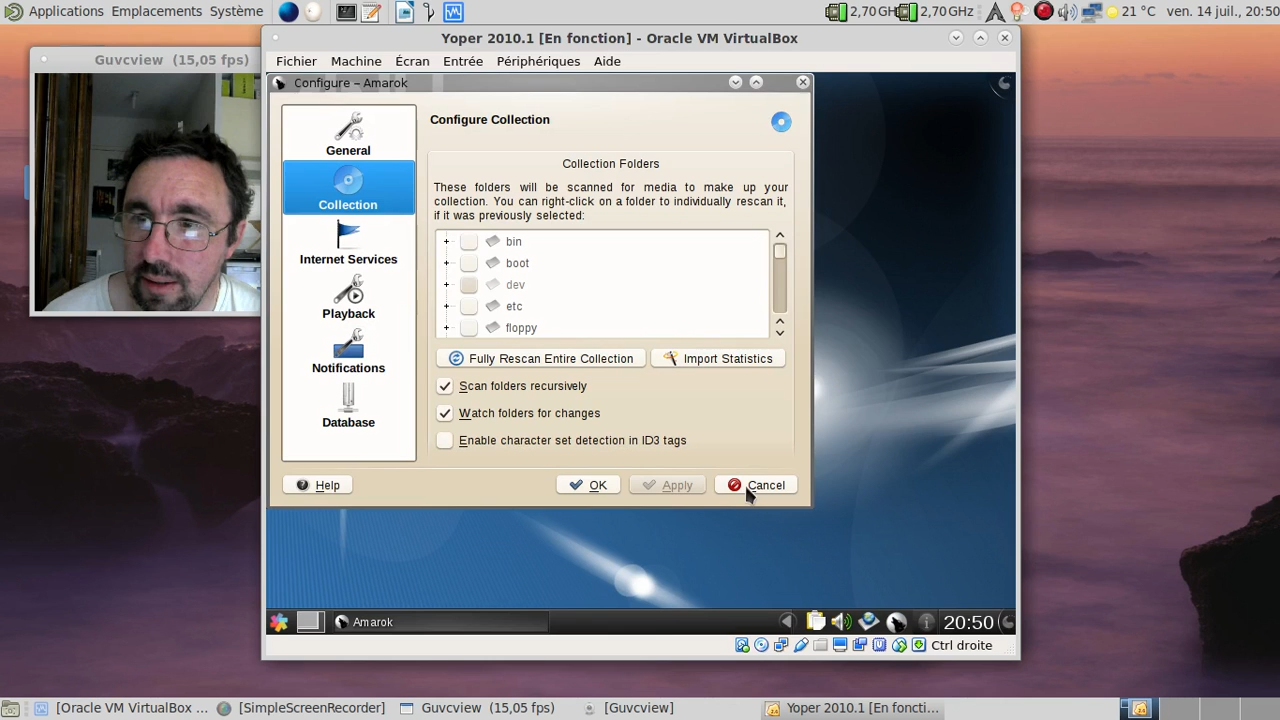 Applications Emplacements Système
2,70 GHz 2,70 GHz 21 °C ven. 14 juil., 20:50
Guvcview (15,05 fps)
Yoper 2010.1 [En fonction] - Oracle VM VirtualBox
Fichier Machine Écran Entrée Périphériques Aide
Configure – Amarok
General
Collection
Internet Services
Playback
Notifications
Database
Configure Collection
Collection Folders
These folders will be scanned for media to make up your
collection. You can right-click on a folder to individually rescan it,
if it was previously selected:
bin
boot
dev
etc
floppy
Fully Rescan Entire Collection Import Statistics
Scan folders recursively
Watch folders for changes
Enable character set detection in ID3 tags
Help OK Apply Cancel
Amarok 20:50
Ctrl droite
[Oracle VM VirtualBox ... [SimpleScreenRecorder] Guvcview (15,05 fps) [Guvcview] Yoper 2010.1 [En foncti...